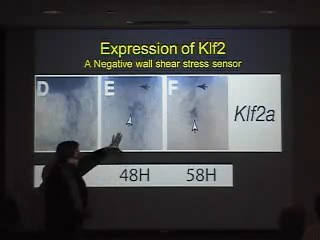 Expression of Klf2
A Negative wall shear stress sensor
D E F
Klf2a
48H 58H